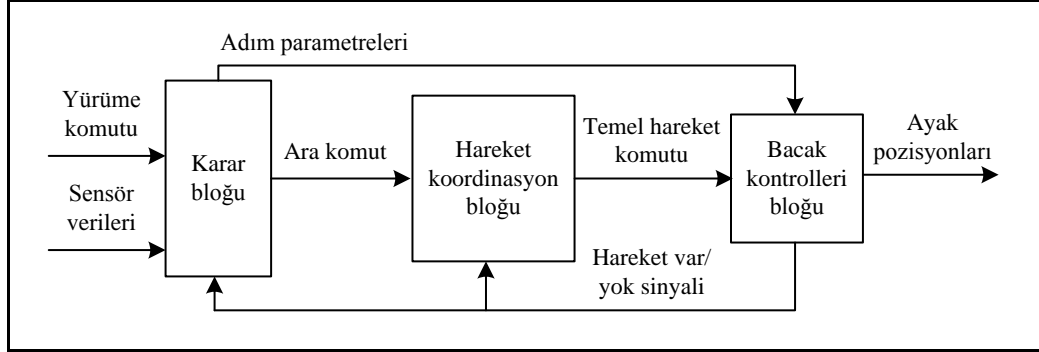 Adım parametreleri
Yürüme
komutu
Sensör
verileri
Karar
bloğu
Ara komut
Hareket
koordinasyon
bloğu
Temel hareket
komutu
Bacak
kontrolleri
bloğu
Ayak
pozisyonları
Hareket var/
yok sinyali